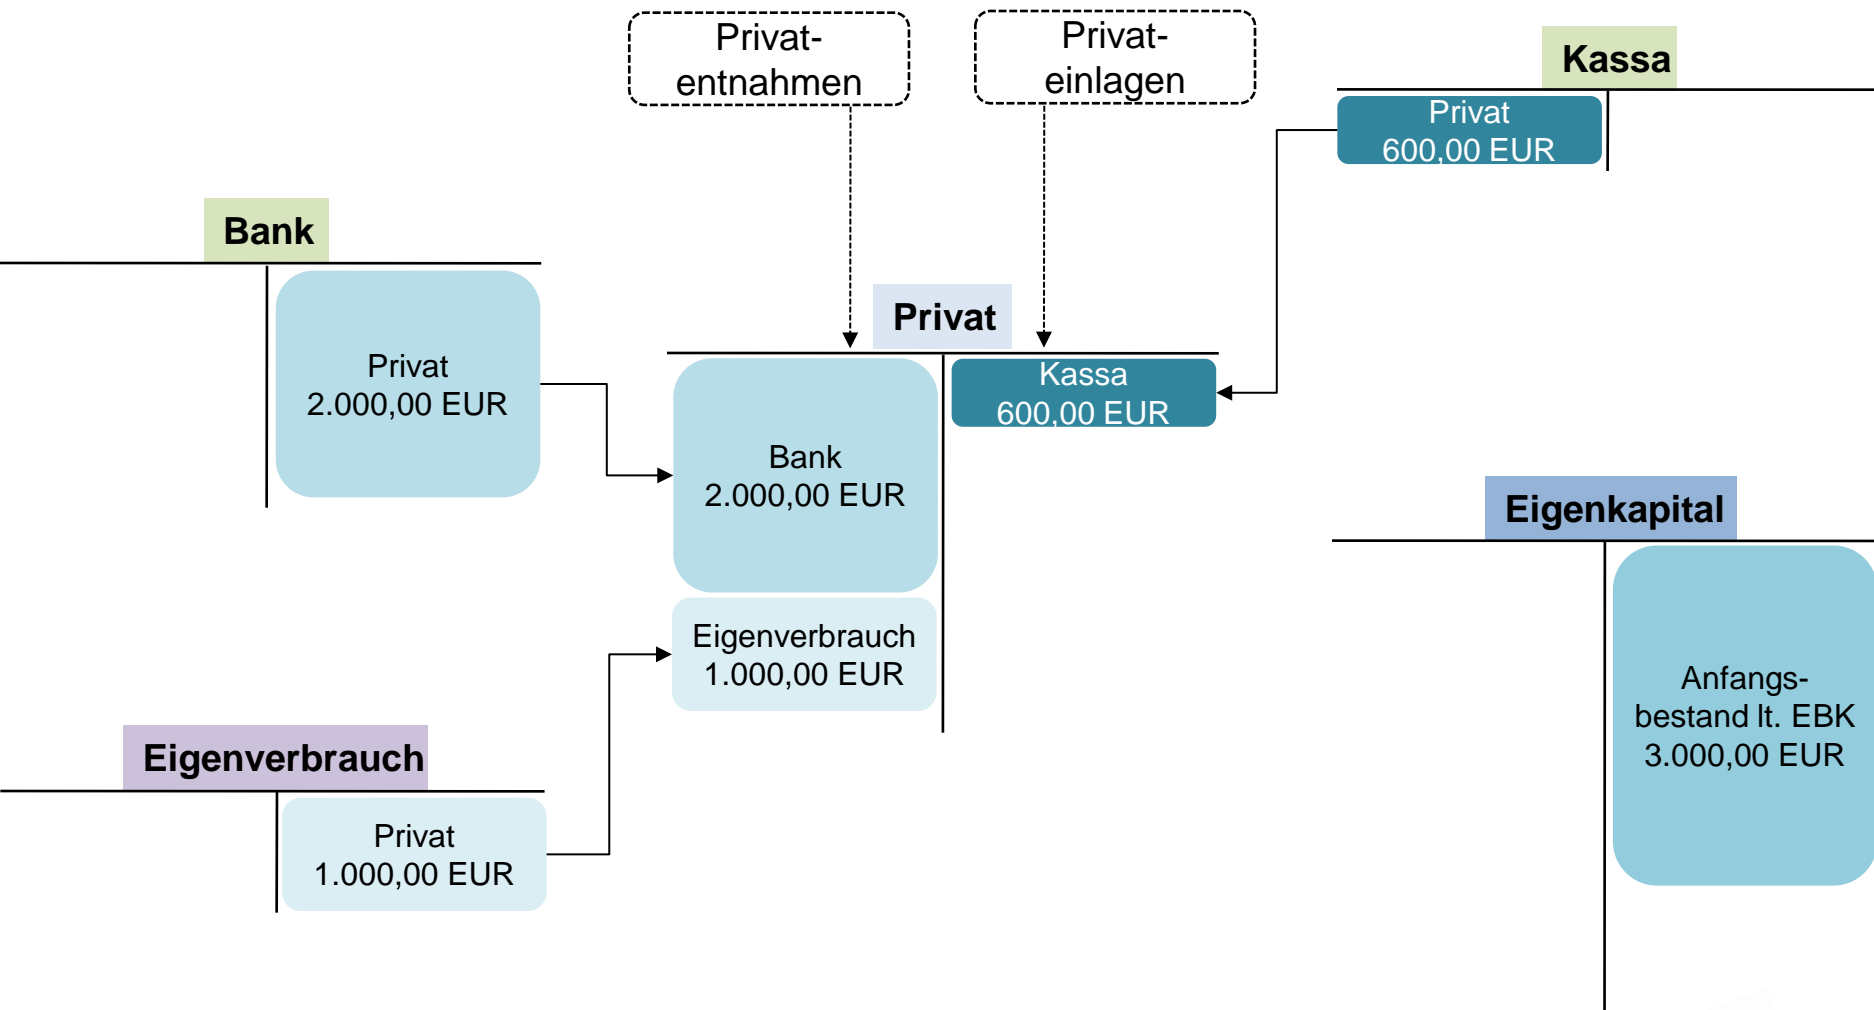 Privat-
entnahmen
Privat-
einlagen
Kassa
Privat
600,00 EUR
Bank
Privat
2.000,00 EUR
Privat
Kassa
600,00 EUR
Bank
2.000,00 EUR
Eigenkapital
Eigenverbrauch
1.000,00 EUR
Anfangs-
bestand lt. EBK
3.000,00 EUR
Eigenverbrauch
Privat
1.000,00 EUR